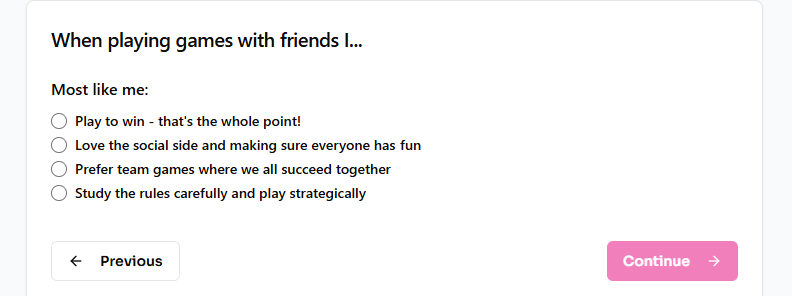 When playing games with friends I...
Most like me:
Play to win - that's the whole point!
Love the social side and making sure everyone has fun
Prefer team games where we all succeed together
Study the rules carefully and play strategically
Previous
Continue